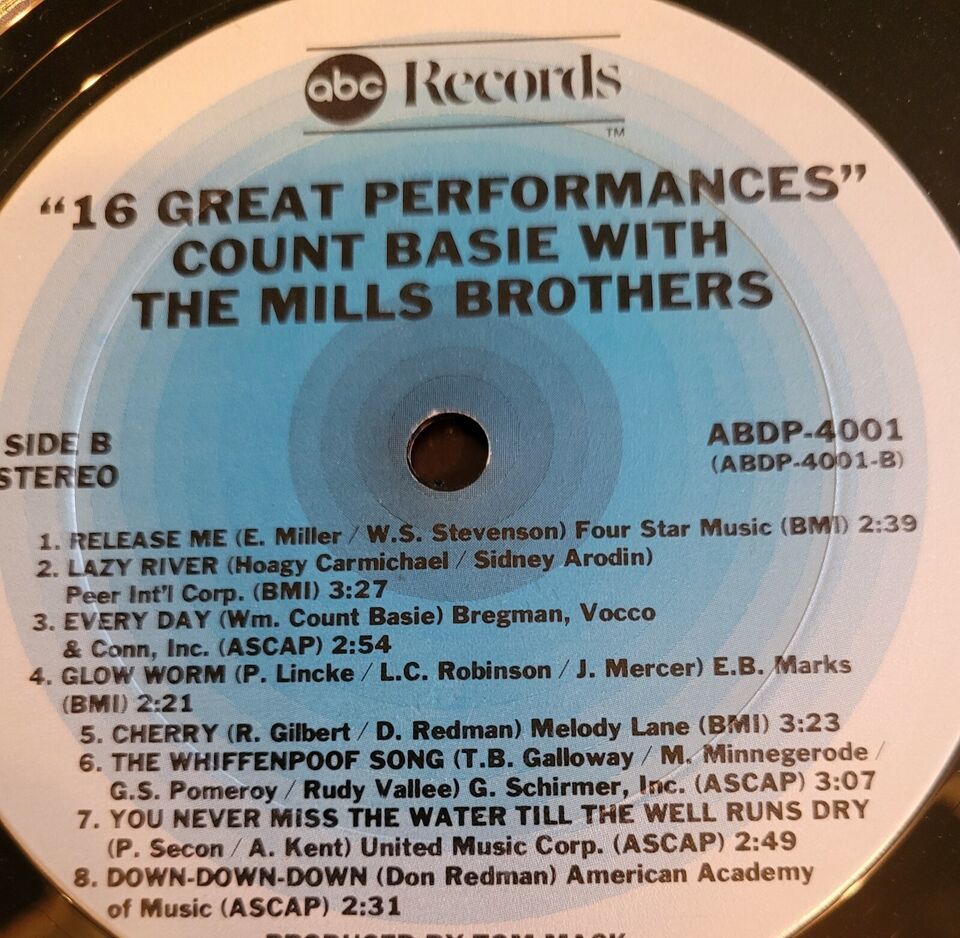 abc Records
TM
“16 GREAT PERFORMANCES”
COUNT BASIE WITH
THE MILLS BROTHERS
SIDE B
STEREO
ABDP-4001
(ABDP-4001-B)
1. RELEASE ME (E. Miller / W.S. Stevenson) Four Star Music (BMI) 2:39
2. LAZY RIVER (Hoagy Carmichael / Sidney Arodin)
Peer Int'l Corp. (BMI) 3:27
3. EVERY DAY (Wm. Count Basie) Bregman, Vocco
& Conn, Inc. (ASCAP) 2:54
4. GLOW WORM (P. Lincke / L.C. Robinson / J. Mercer) E.B. Marks
(BMI) 2:21
5. CHERRY (R. Gilbert / D. Redman) Melody Lane (BMI) 3:23
6. THE WHIFFENPOOF SONG (T.B. Galloway / M. Minnegerode /
G.S. Pomeroy / Rudy Vallee) G. Schirmer, Inc. (ASCAP) 3:07
7. YOU NEVER MISS THE WATER TILL THE WELL RUNS DRY
(P. Secon / A. Kent) United Music Corp. (ASCAP) 2:49
8. DOWN-DOWN-DOWN (Don Redman) American Academy
of Music (ASCAP) 2:31
PRODUCED BY TOM MACK